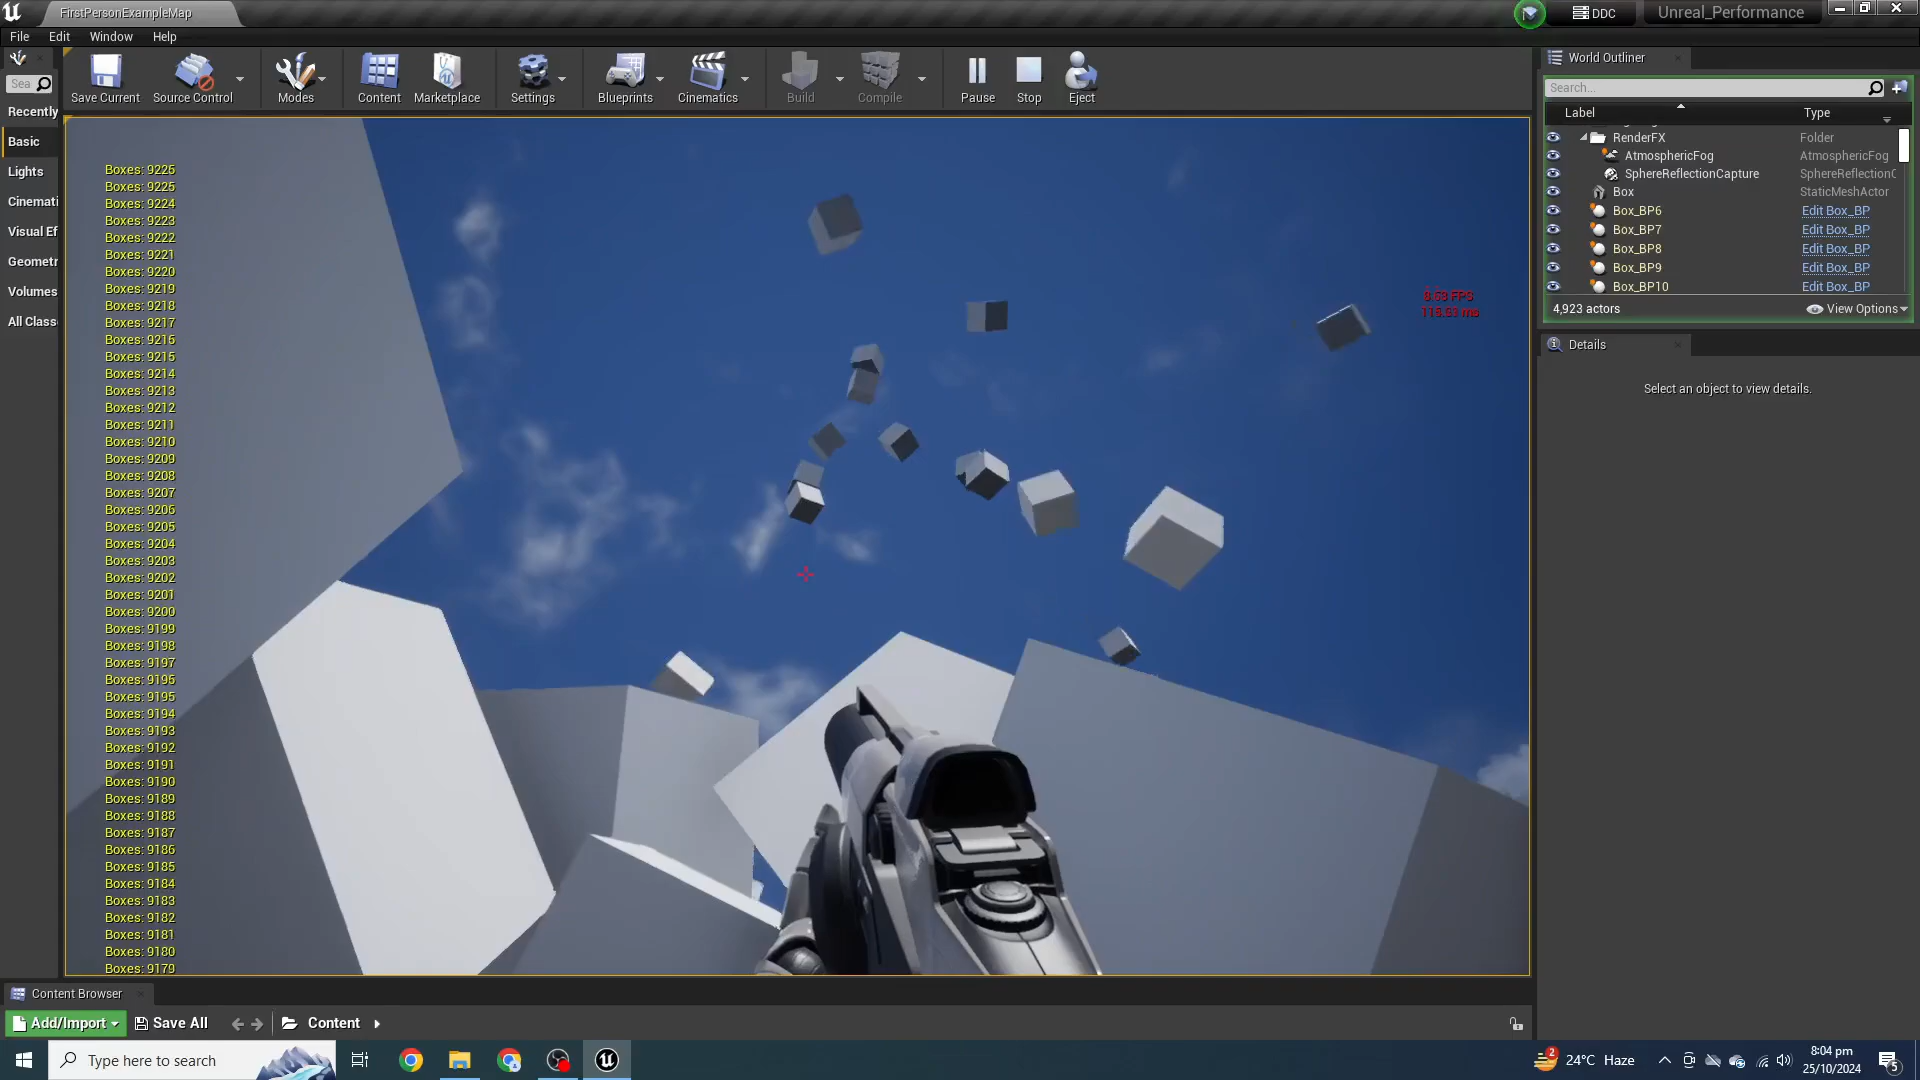 FirstPersonExampleMap
DDC
Unreal_Performance
File Edit Window Help
Save Current
Source Control
Modes
Content
Marketplace
Settings
Blueprints
Cinematics
Build
Compile
Pause
Stop
Eject
Sea
Recently
Basic
Lights
Cinemati
Visual Ef
Geometr
Volumes
All Class
Boxes: 9225
Boxes: 9225
Boxes: 9224
Boxes: 9223
Boxes: 9222
Boxes: 9221
Boxes: 9220
Boxes: 9219
Boxes: 9218
Boxes: 9217
Boxes: 9216
Boxes: 9215
Boxes: 9214
Boxes: 9213
Boxes: 9212
Boxes: 9211
Boxes: 9210
Boxes: 9209
Boxes: 9208
Boxes: 9207
Boxes: 9206
Boxes: 9205
Boxes: 9204
Boxes: 9203
Boxes: 9202
Boxes: 9201
Boxes: 9200
Boxes: 9199
Boxes: 9198
Boxes: 9197
Boxes: 9195
Boxes: 9195
Boxes: 9194
Boxes: 9193
Boxes: 9192
Boxes: 9191
Boxes: 9190
Boxes: 9189
Boxes: 9188
Boxes: 9187
Boxes: 9186
Boxes: 9185
Boxes: 9184
Boxes: 9183
Boxes: 9182
Boxes: 9181
Boxes: 9180
Boxes: 9179
FPS
ms
World Outliner
Search...
Label Type
RenderFX Folder
AtmosphericFog AtmosphericFog
SphereReflectionCapture SphereReflectionC
Box StaticMeshActor
Box_BP6 Edit Box_BP
Box_BP7 Edit Box_BP
Box_BP8 Edit Box_BP
Box_BP9 Edit Box_BP
Box_BP10 Edit Box_BP
4,923 actors View Options
Details
Select an object to view details.
Content Browser
Add/Import Save All Content
Type here to search
2
24°C Haze
8:04 pm
25/10/2024
5